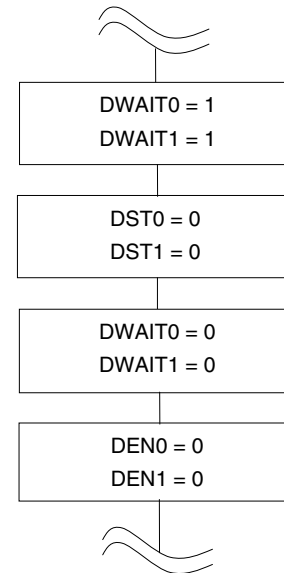 DWAIT0 = 1
DWAIT1 = 1
DST0 = 0
DST1 = 0
DWAIT0 = 0
DWAIT1 = 0
DEN0 = 0
DEN1 = 0